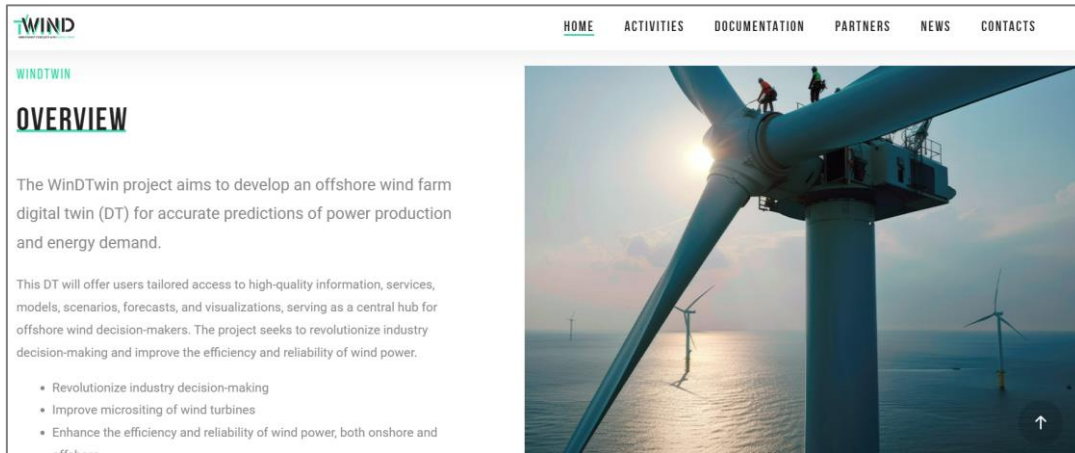 TWIND
HOME ACTIVITIES DOCUMENTATION PARTNERS NEWS CONTACTS
WINDTWIN
OVERVIEW
The WinDTwin project aims to develop an offshore wind farm
digital twin (DT) for accurate predictions of power production
and energy demand.
This DT will offer users tailored access to high-quality information, services,
models, scenarios, forecasts, and visualizations, serving as a central hub for
offshore wind decision-makers. The project seeks to revolutionize industry
decision-making and improve the efficiency and reliability of wind power.
• Revolutionize industry decision-making
• Improve micrositing of wind turbines
• Enhance the efficiency and reliability of wind power, both onshore and